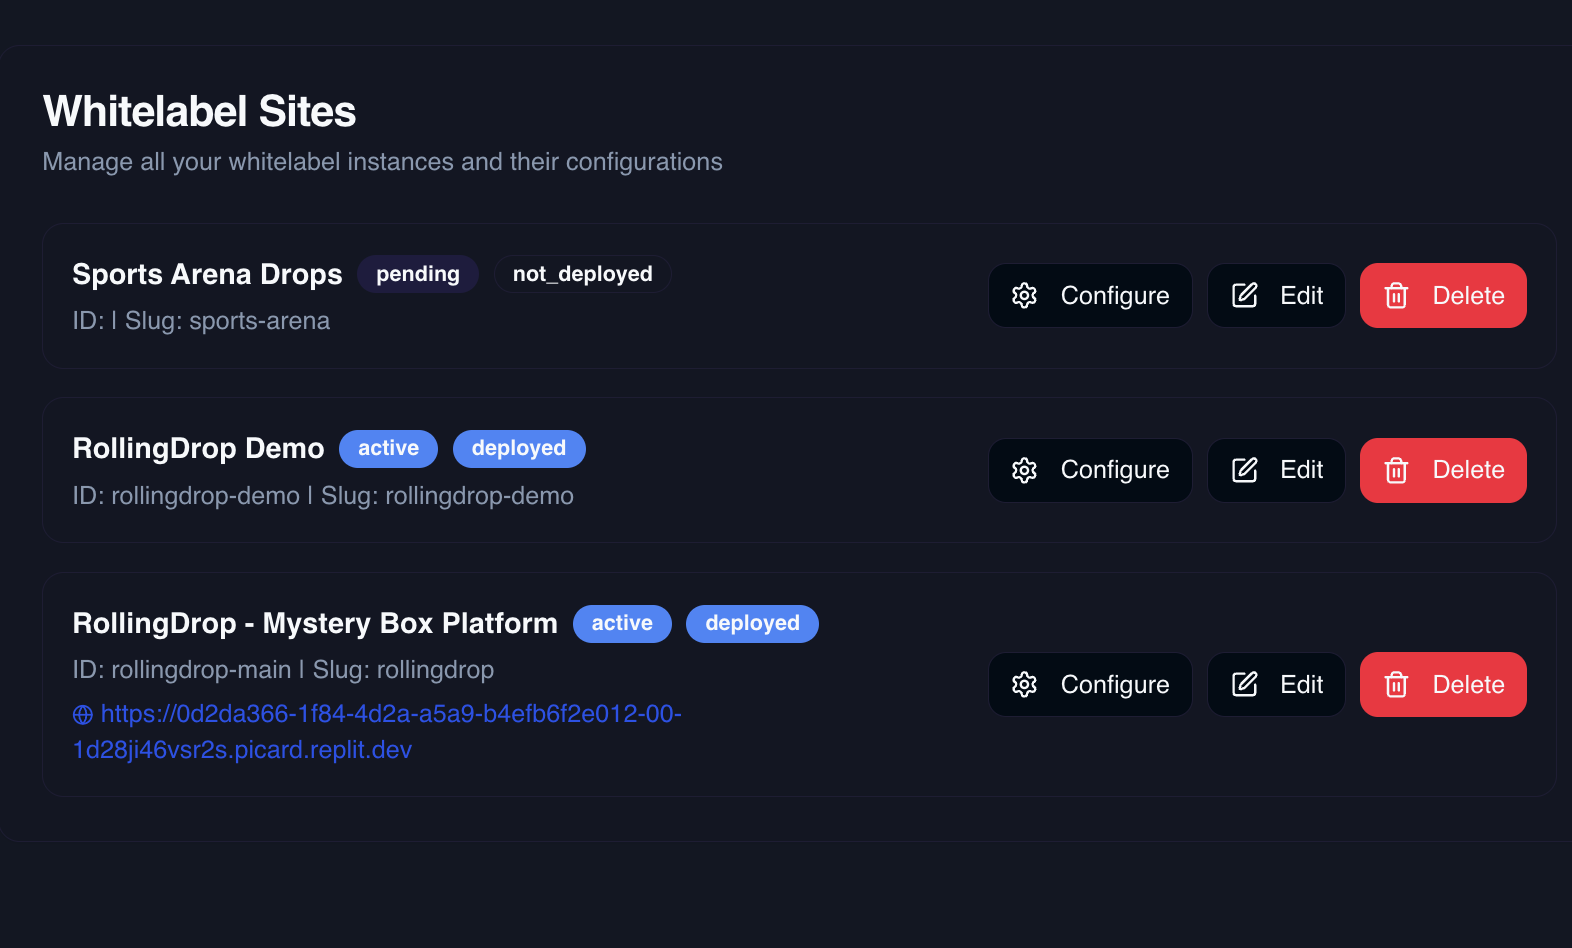 Whitelabel Sites
Manage all your whitelabel instances and their configurations
Sports Arena Drops pending not_deployed
ID: | Slug: sports-arena
Configure Edit Delete
RollingDrop Demo active deployed
ID: rollingdrop-demo | Slug: rollingdrop-demo
Configure Edit Delete
RollingDrop - Mystery Box Platform active deployed
ID: rollingdrop-main | Slug: rollingdrop
https://0d2da366-1f84-4d2a-a5a9-b4efb6f2e012-00-
1d28ji46vsr2s.picard.replit.dev
Configure Edit Delete